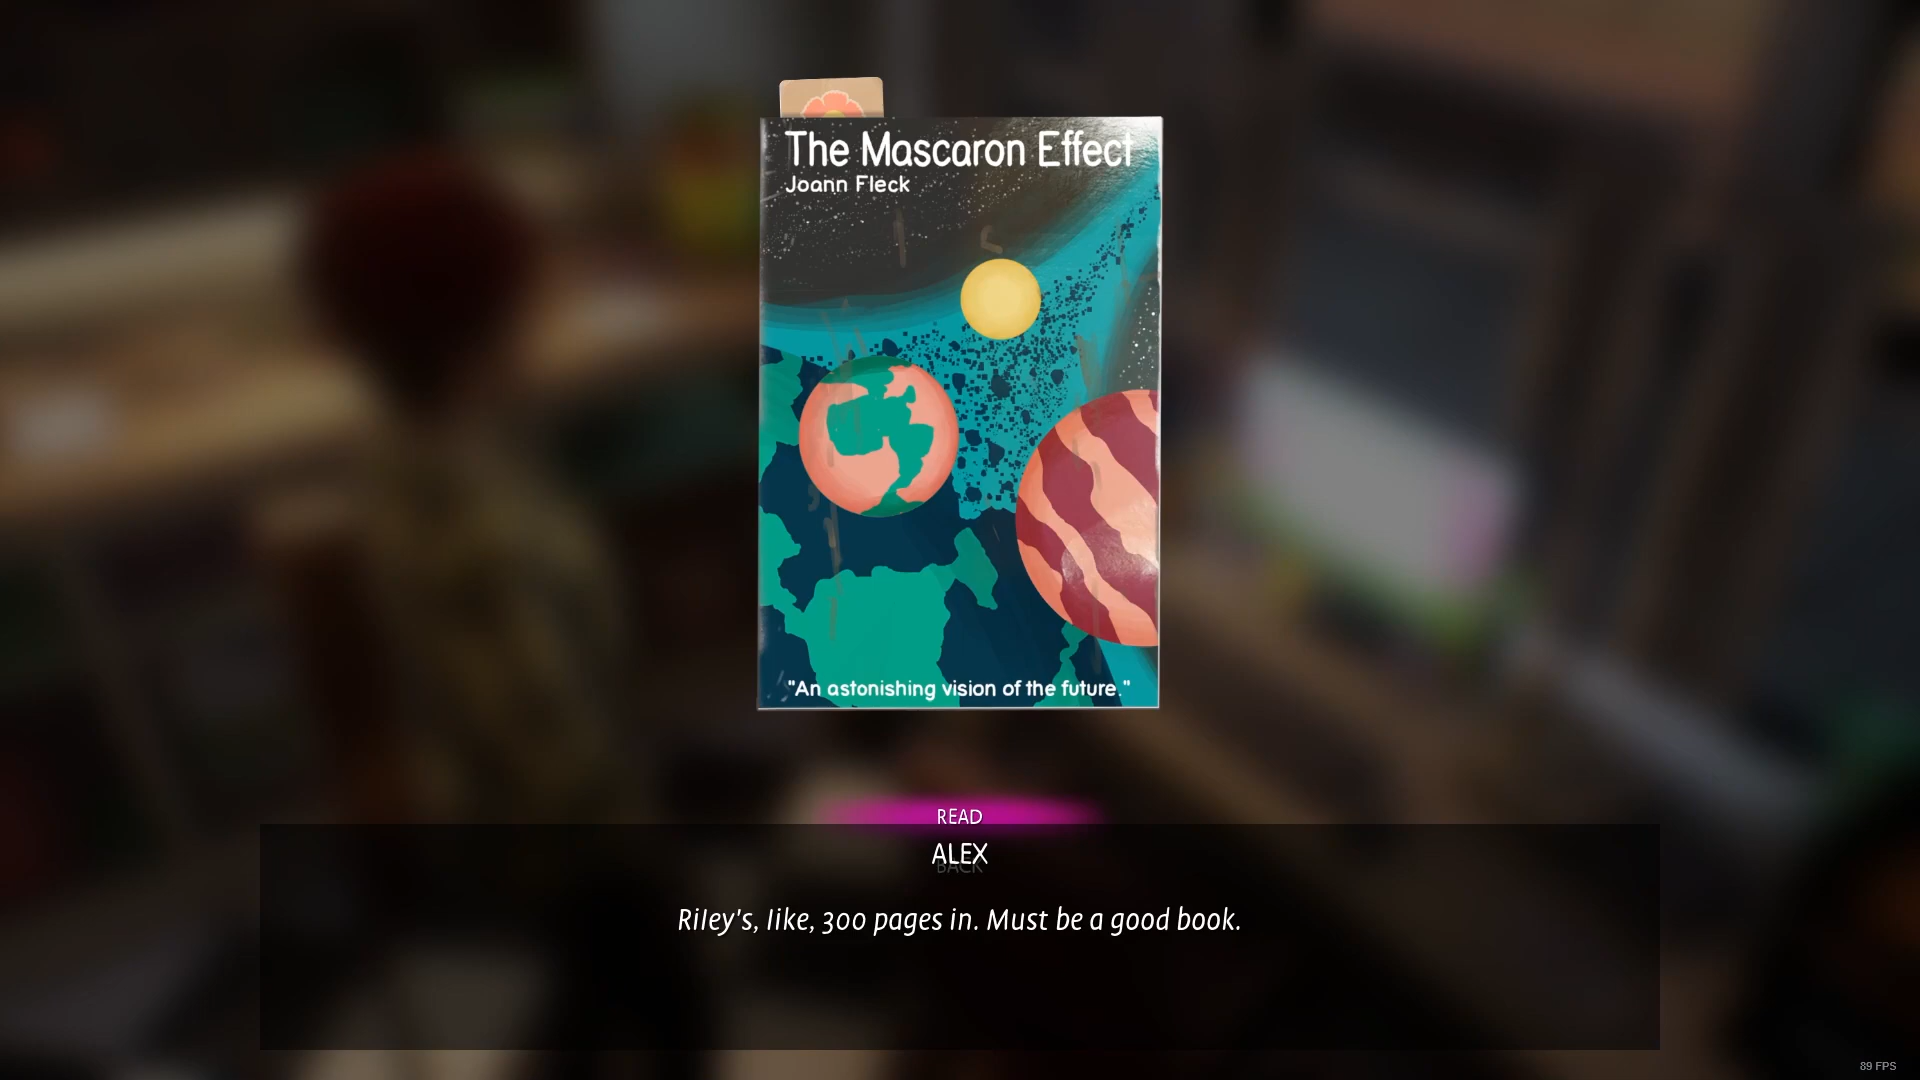 The Mascaron Effect
Joann Fleck
"An astonishing vision of the future."
READ
ALEX
BACK
Riley's, like, 300 pages in. Must be a good book.
89 FPS